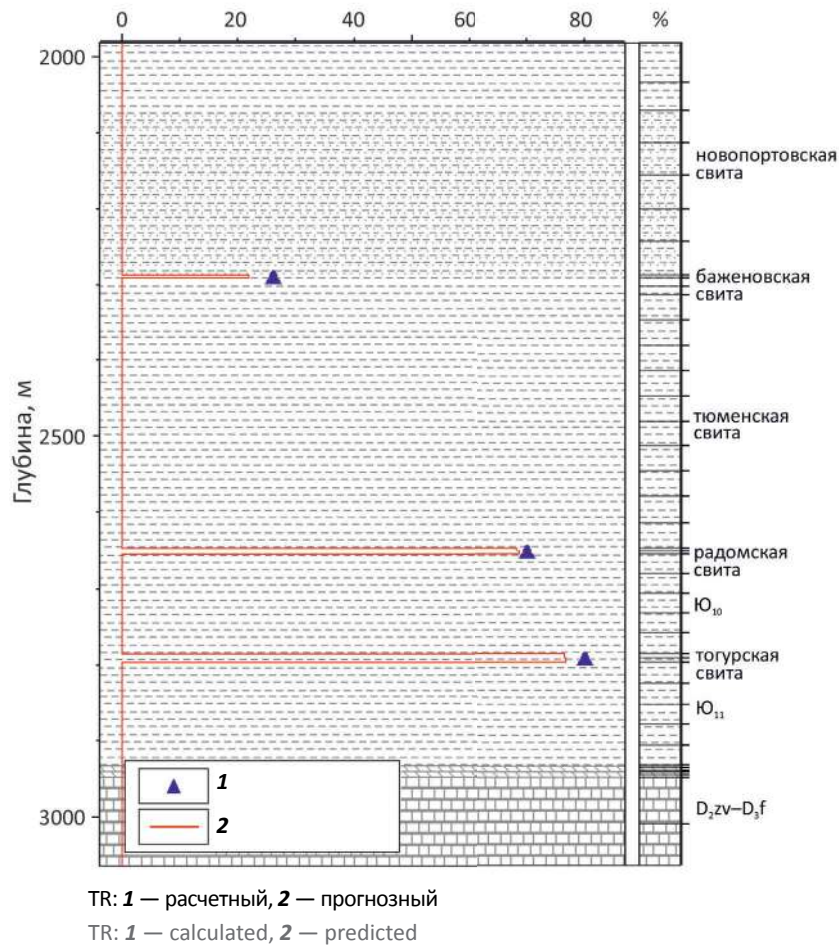 0 20 40 60 80 %
2000
новопортовская
свита
баженовская
свита
Глубина, м
тюменская
свита
2500
радомская
свита
Ю₁₀
тогурская
свита
Ю₁₁
1
2
3000
D₂zv–D₃f
TR: 1 — расчетный, 2 — прогнозный
TR: 1 — calculated, 2 — predicted